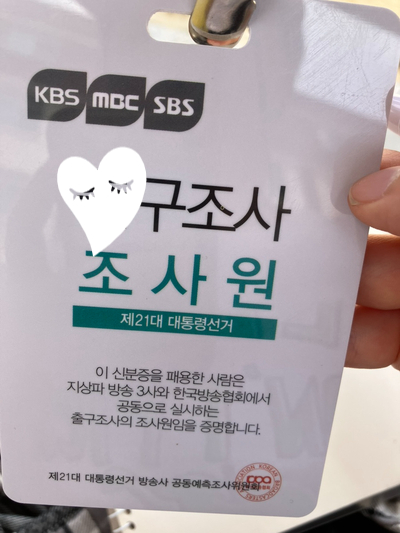 KBS MBC SBS
구조사
조사원
제21대 대통령선거
이 신분증을 패용한 사람은
지상파 방송 3사와 한국방송협회에서
공동으로 실시하는
출구조사의 조사원임을 증명합니다.
제21대 대통령선거 방송사 공동예측조사위원회